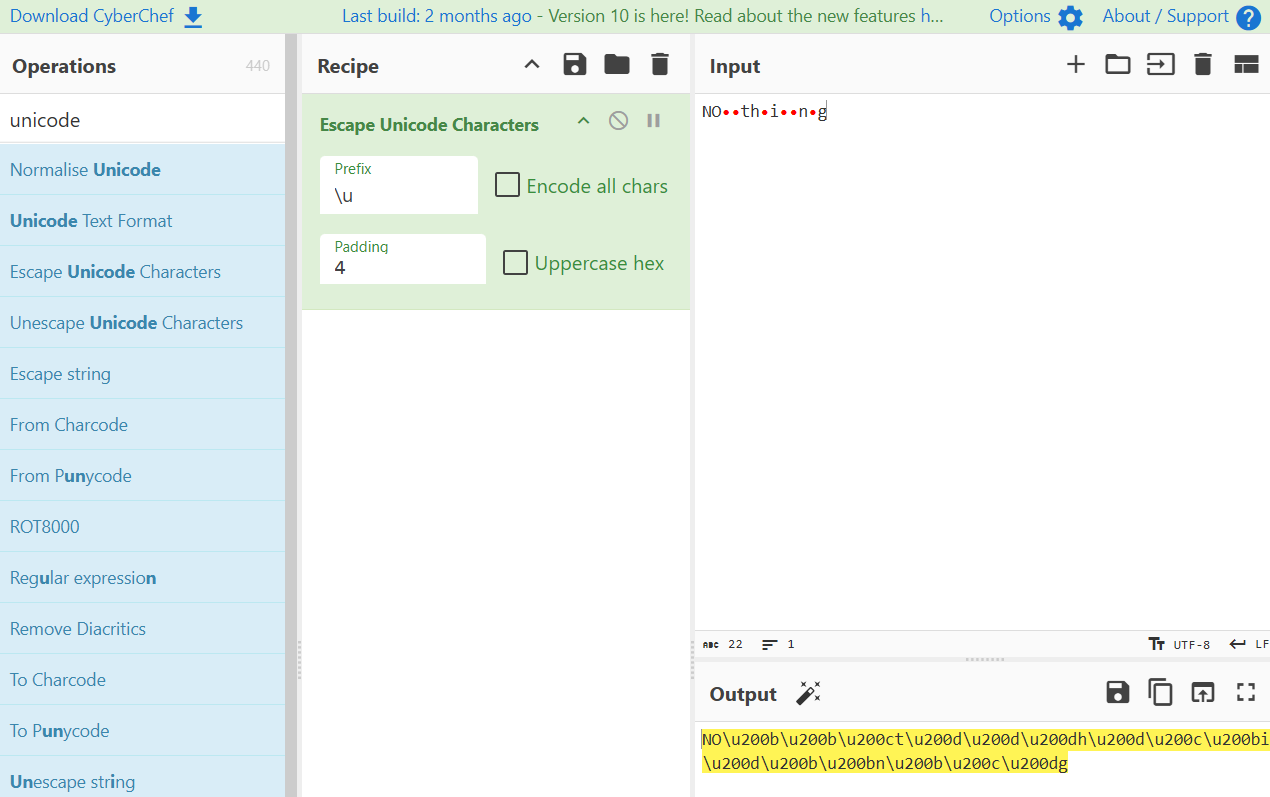 Download CyberChef
Last build: 2 months ago - Version 10 is here! Read about the new features h...
Options
About / Support
Operations
440
unicode
Normalise Unicode
Unicode Text Format
Escape Unicode Characters
Unescape Unicode Characters
Escape string
From Charcode
From Punycode
ROT8000
Regular expression
Remove Diacritics
To Charcode
To Punycode
Unescape string
Recipe
Escape Unicode Characters
Prefix
\u
Encode all chars
Padding
4
Uppercase hex
Input
NO••th•i••n•g
ABC 22
1
Tт UTF-8
LF
Output
NO\u200b\u200b\u200ct\u200d\u200d\u200dh\u200d\u200c\u200bi
\u200d\u200b\u200bn\u200b\u200c\u200dg